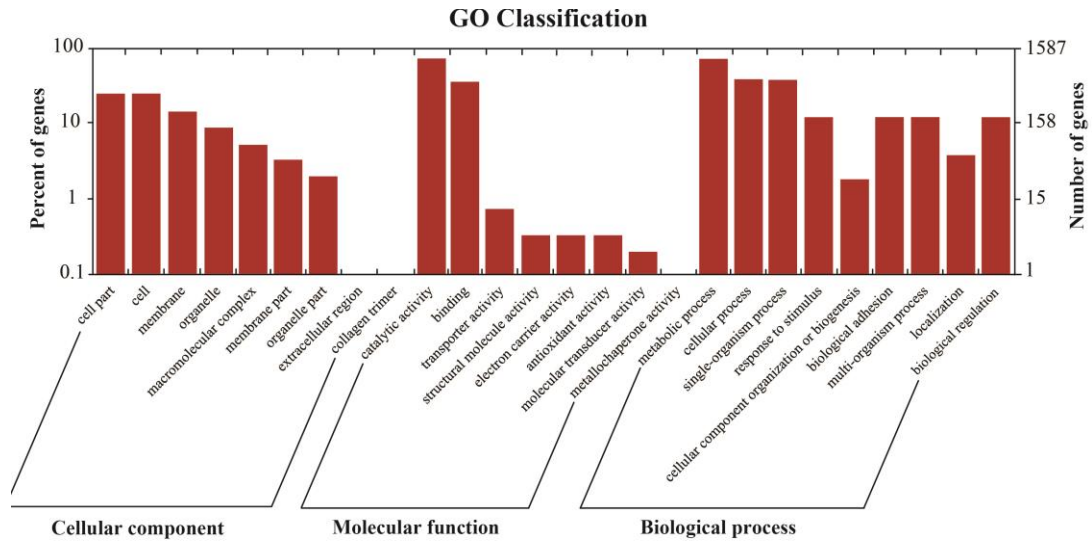 GO Classification
Percent of genes
100
10
1
0.1
1587
158
15
1
Number of genes
cell part
cell
membrane
organelle
macromolecular complex
membrane part
organelle part
extracellular region
collagen trimer
catalytic activity
binding
transporter activity
structural molecule activity
electron carrier activity
antioxidant activity
molecular transducer activity
metallochaperone activity
metabolic process
cellular process
single-organism process
response to stimulus
cellular component organization or biogenesis
biological adhesion
multi-organism process
localization
biological regulation
Cellular component
Molecular function
Biological process